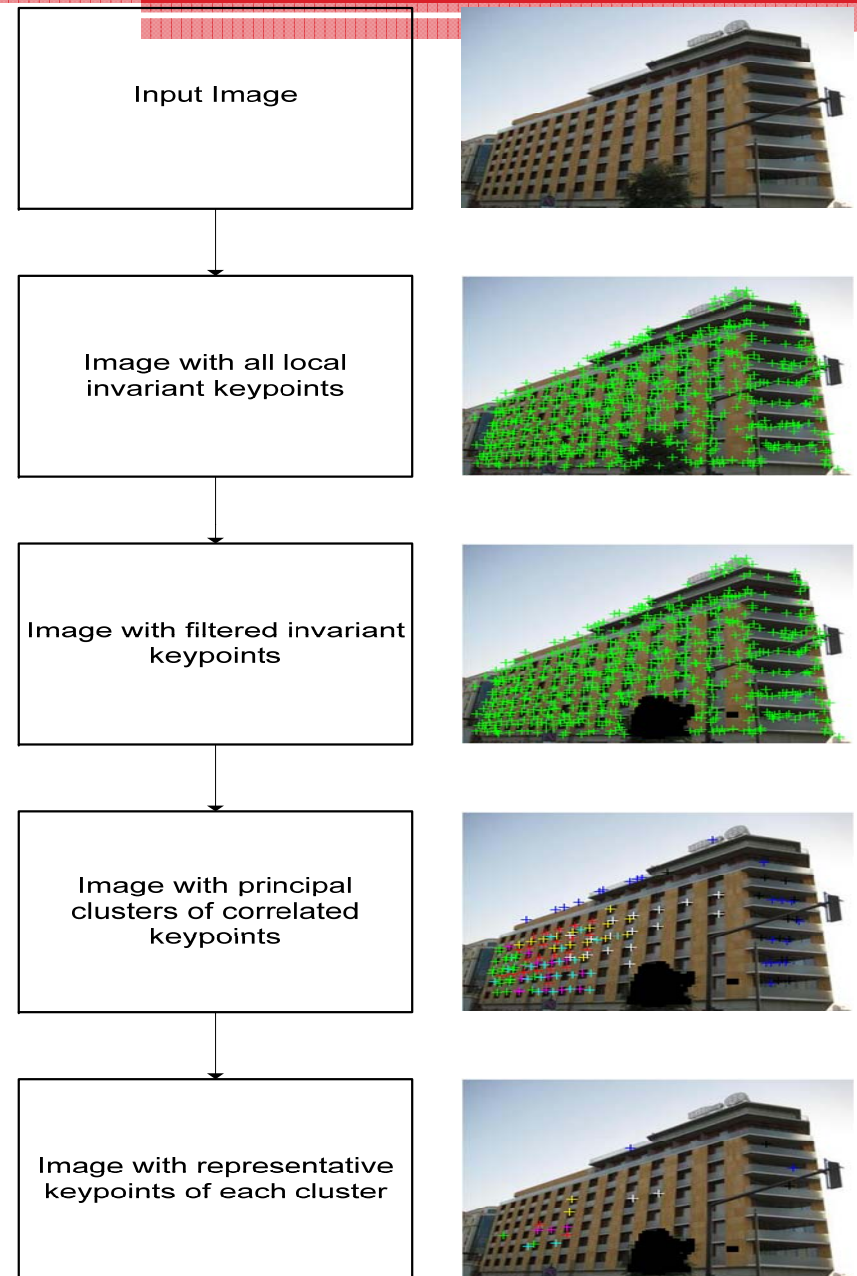 Input Image
Image with all local
invariant keypoints
Image with filtered invariant
keypoints
Image with principal
clusters of correlated
keypoints
Image with representative
keypoints of each cluster